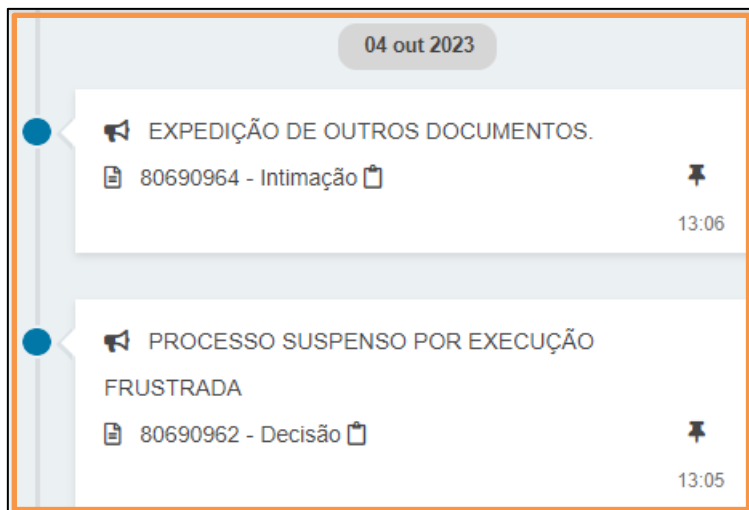 04 out 2023
EXPEDIÇÃO DE OUTROS DOCUMENTOS.
80690964 - Intimação
13:06
PROCESSO SUSPENSO POR EXECUÇÃO
FRUSTRADA
80690962 - Decisão
13:05